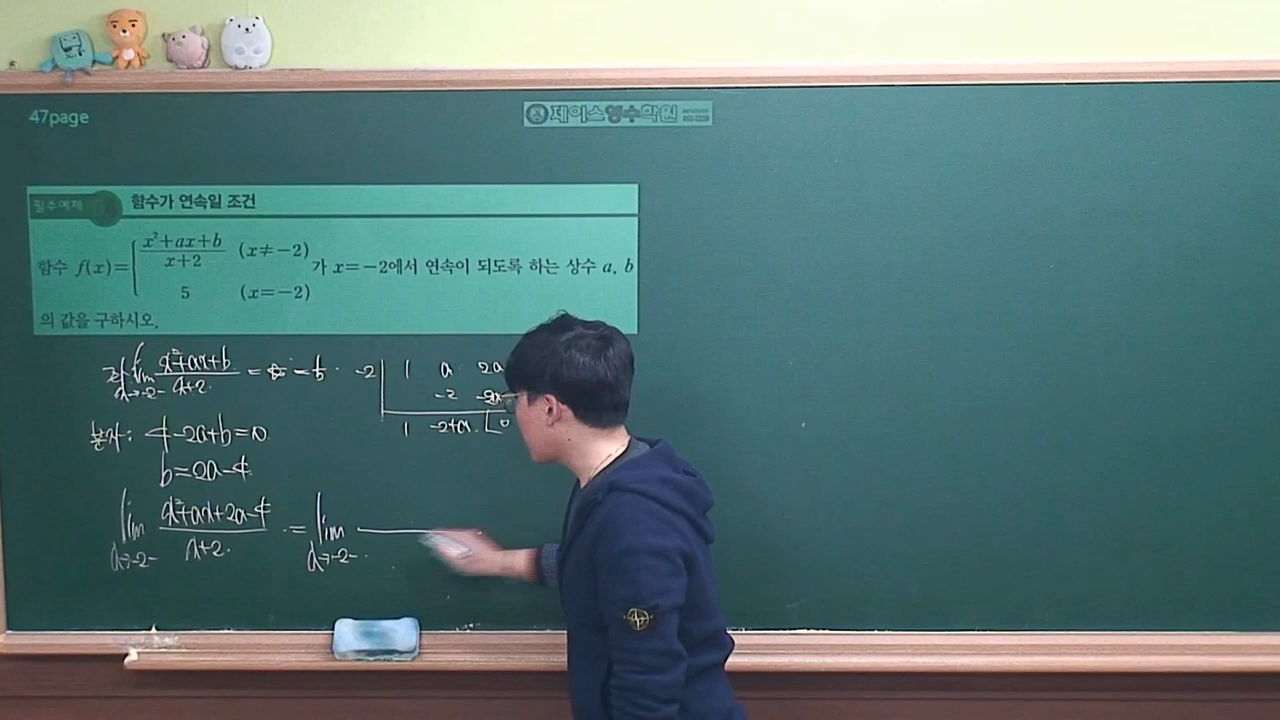 47page
제이스영수학원
필수예제
함수가 연속일 조건
함수 f(x)={ (x²+ax+b)/(x+2) (x≠-2)
5 (x=-2)
가 x=-2에서 연속이 되도록 하는 상수 a, b
의 값을 구하시오.
lim x→-2 (x²+ax+b)/(x+2) = = 5
-2 | 1 a 2a
-2
1 -2+a 0
분자: 4-2a+b=0
b=2a-4
lim x→-2 (x²+ax+2a-4)/(x+2) = lim x→-2